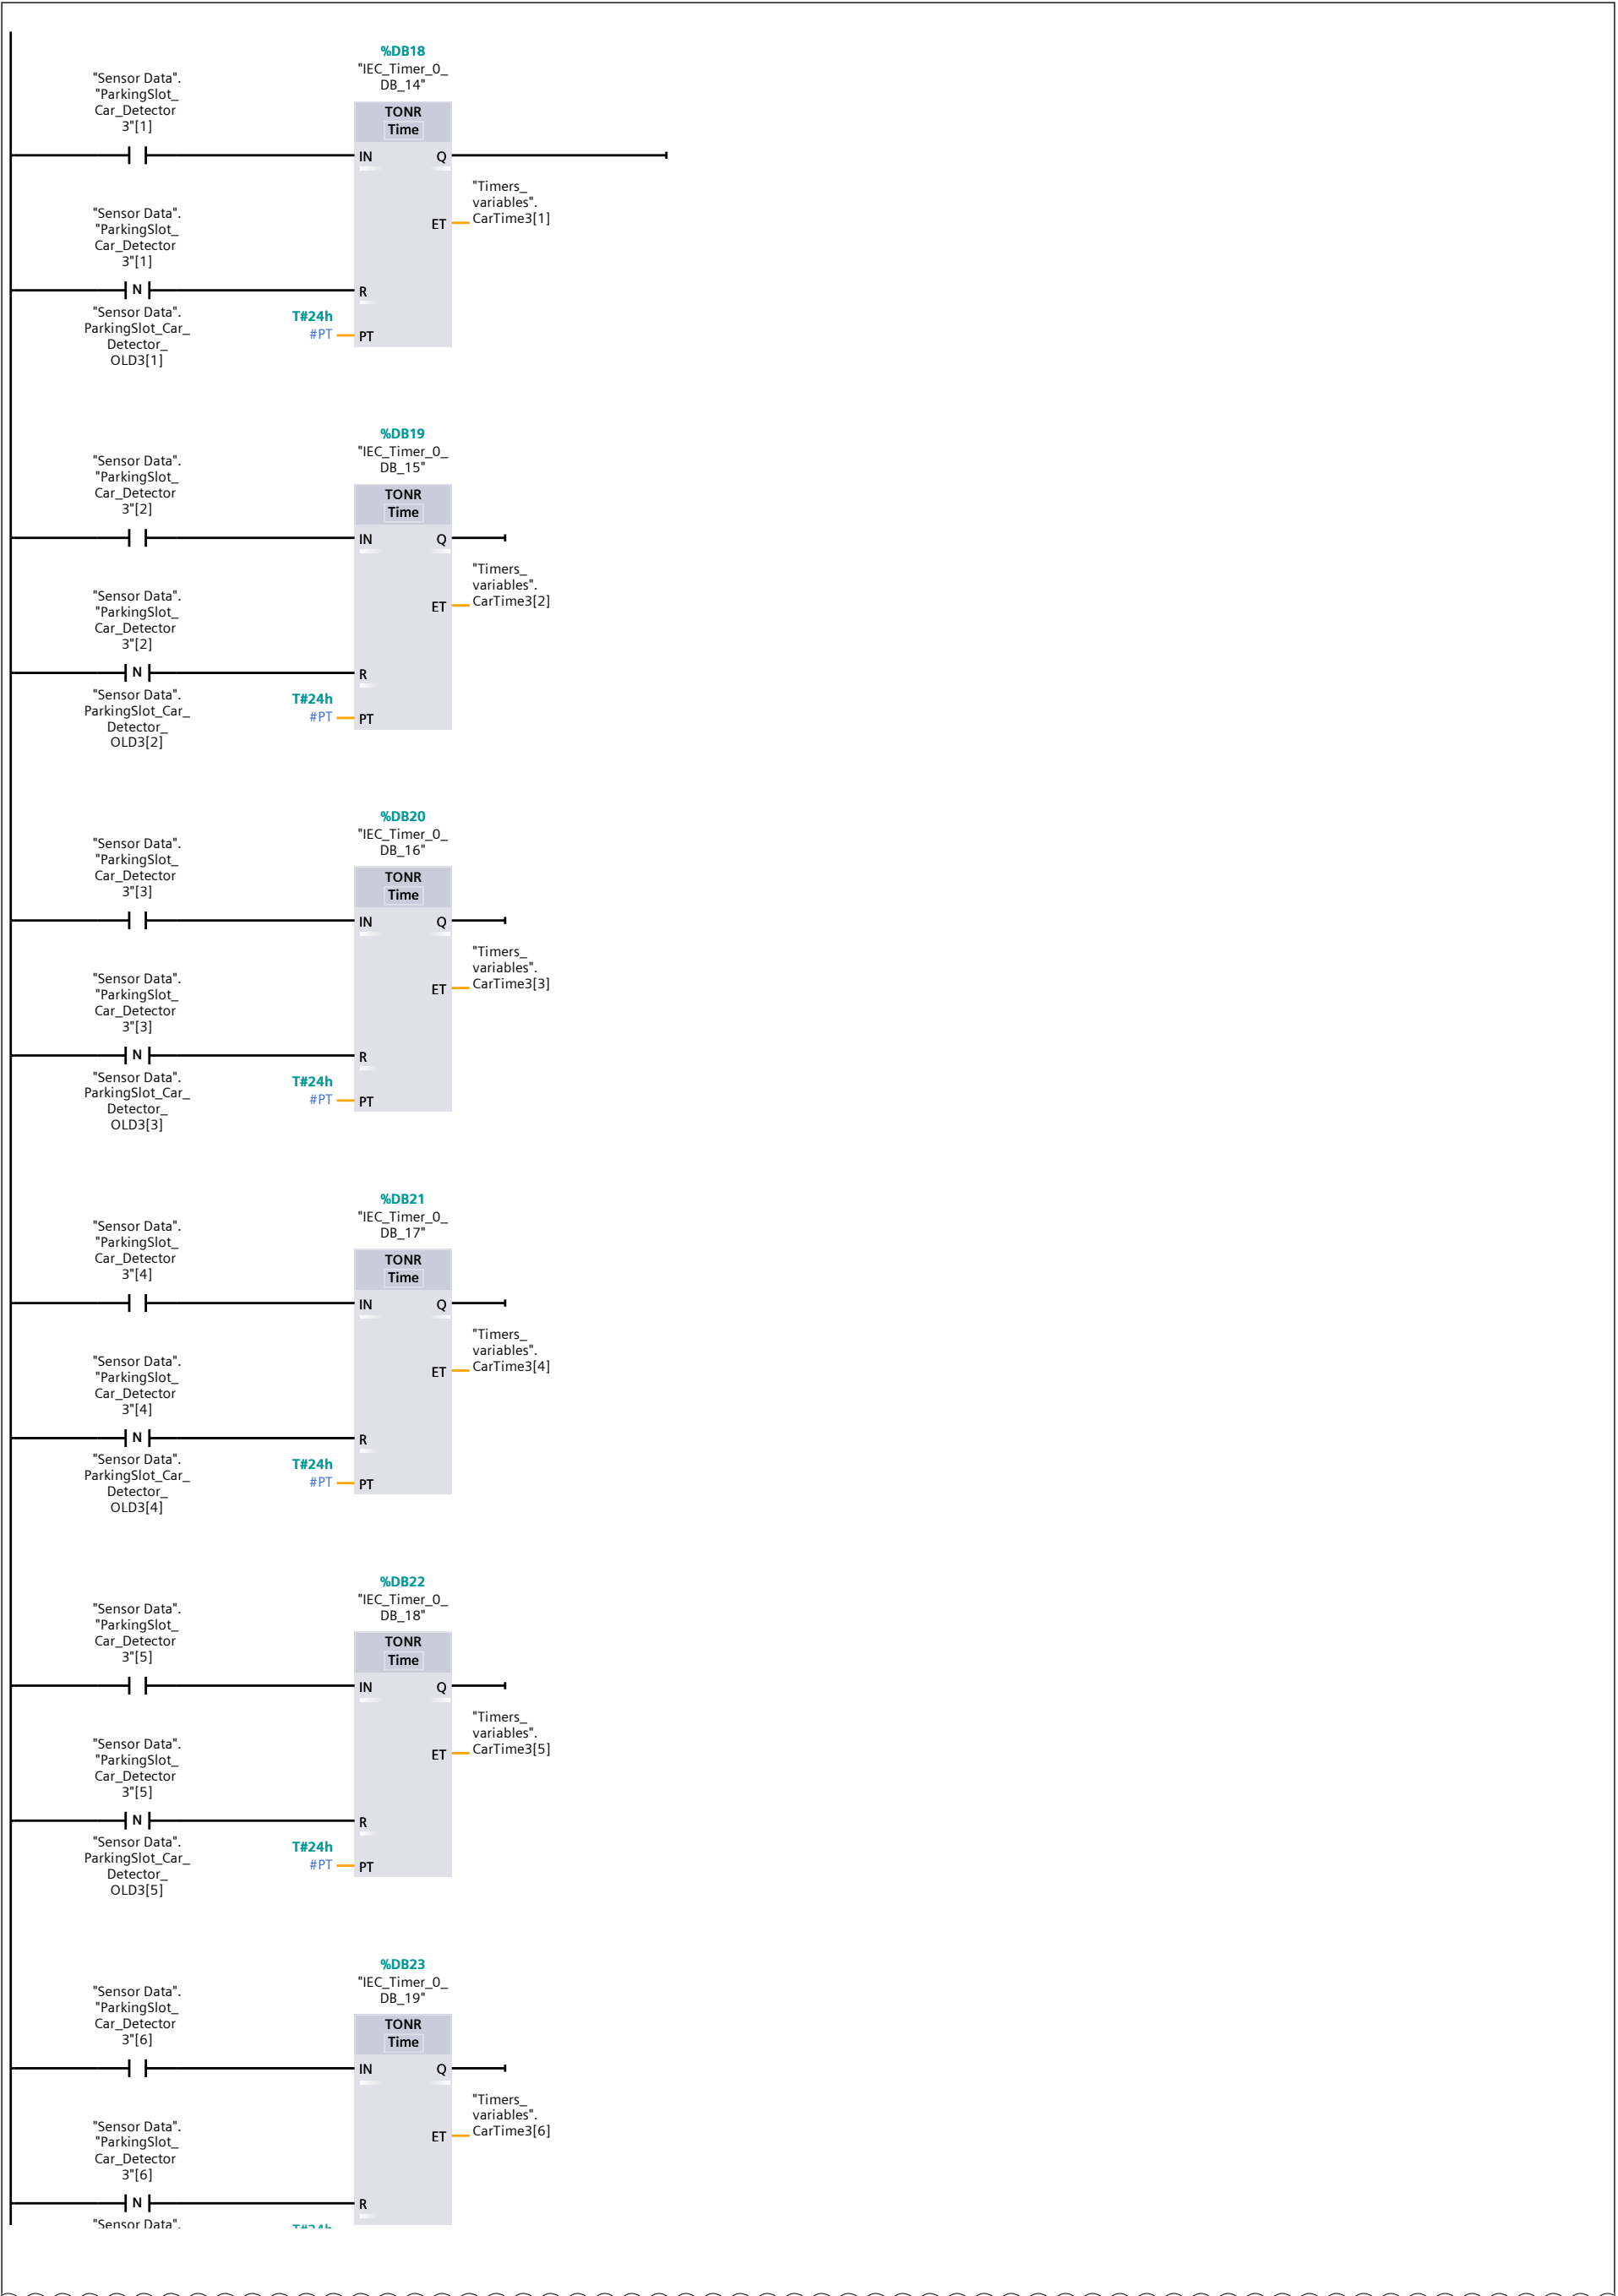 %DB18
"IEC_Timer_0_
DB_14"
"Sensor Data".
"ParkingSlot_
Car_Detector
3"[1]
TONR
Time
IN Q
"Timers_
variables".
CarTime3[1]
ET
"Sensor Data".
"ParkingSlot_
Car_Detector
3"[1]
N
R
"Sensor Data".
ParkingSlot_Car_
Detector_
OLD3[1]
T#24h
#PT PT
%DB19
"IEC_Timer_0_
DB_15"
"Sensor Data".
"ParkingSlot_
Car_Detector
3"[2]
TONR
Time
IN Q
"Timers_
variables".
CarTime3[2]
ET
"Sensor Data".
"ParkingSlot_
Car_Detector
3"[2]
N
R
"Sensor Data".
ParkingSlot_Car_
Detector_
OLD3[2]
T#24h
#PT PT
%DB20
"IEC_Timer_0_
DB_16"
"Sensor Data".
"ParkingSlot_
Car_Detector
3"[3]
TONR
Time
IN Q
"Timers_
variables".
CarTime3[3]
ET
"Sensor Data".
"ParkingSlot_
Car_Detector
3"[3]
N
R
"Sensor Data".
ParkingSlot_Car_
Detector_
OLD3[3]
T#24h
#PT PT
%DB21
"IEC_Timer_0_
DB_17"
"Sensor Data".
"ParkingSlot_
Car_Detector
3"[4]
TONR
Time
IN Q
"Timers_
variables".
CarTime3[4]
ET
"Sensor Data".
"ParkingSlot_
Car_Detector
3"[4]
N
R
"Sensor Data".
ParkingSlot_Car_
Detector_
OLD3[4]
T#24h
#PT PT
%DB22
"IEC_Timer_0_
DB_18"
"Sensor Data".
"ParkingSlot_
Car_Detector
3"[5]
TONR
Time
IN Q
"Timers_
variables".
CarTime3[5]
ET
"Sensor Data".
"ParkingSlot_
Car_Detector
3"[5]
N
R
"Sensor Data".
ParkingSlot_Car_
Detector_
OLD3[5]
T#24h
#PT PT
%DB23
"IEC_Timer_0_
DB_19"
"Sensor Data".
"ParkingSlot_
Car_Detector
3"[6]
TONR
Time
IN Q
"Timers_
variables".
CarTime3[6]
ET
"Sensor Data".
"ParkingSlot_
Car_Detector
3"[6]
N
R
"Sensor Data".